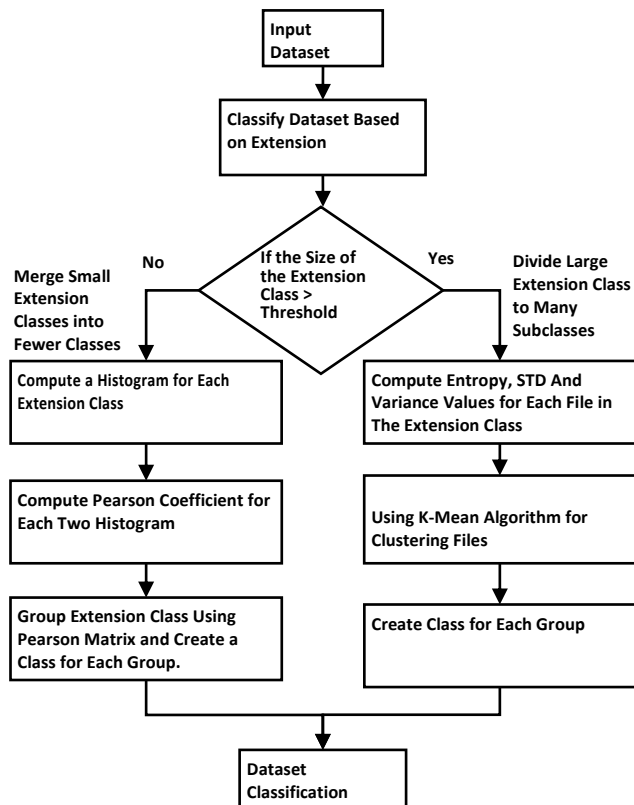 Input
Dataset
Classify Dataset Based
on Extension
If the Size of
the Extension
Class >
Threshold
No
Yes
Merge Small
Extension
Classes into
Fewer Classes
Divide Large
Extension Class
to Many
Subclasses
Compute a Histogram for Each
Extension Class
Compute Entropy, STD And
Variance Values for Each File in
The Extension Class
Compute Pearson Coefficient for
Each Two Histogram
Using K-Mean Algorithm for
Clustering Files
Group Extension Class Using
Pearson Matrix and Create a
Class for Each Group.
Create Class for Each Group
Dataset
Classification